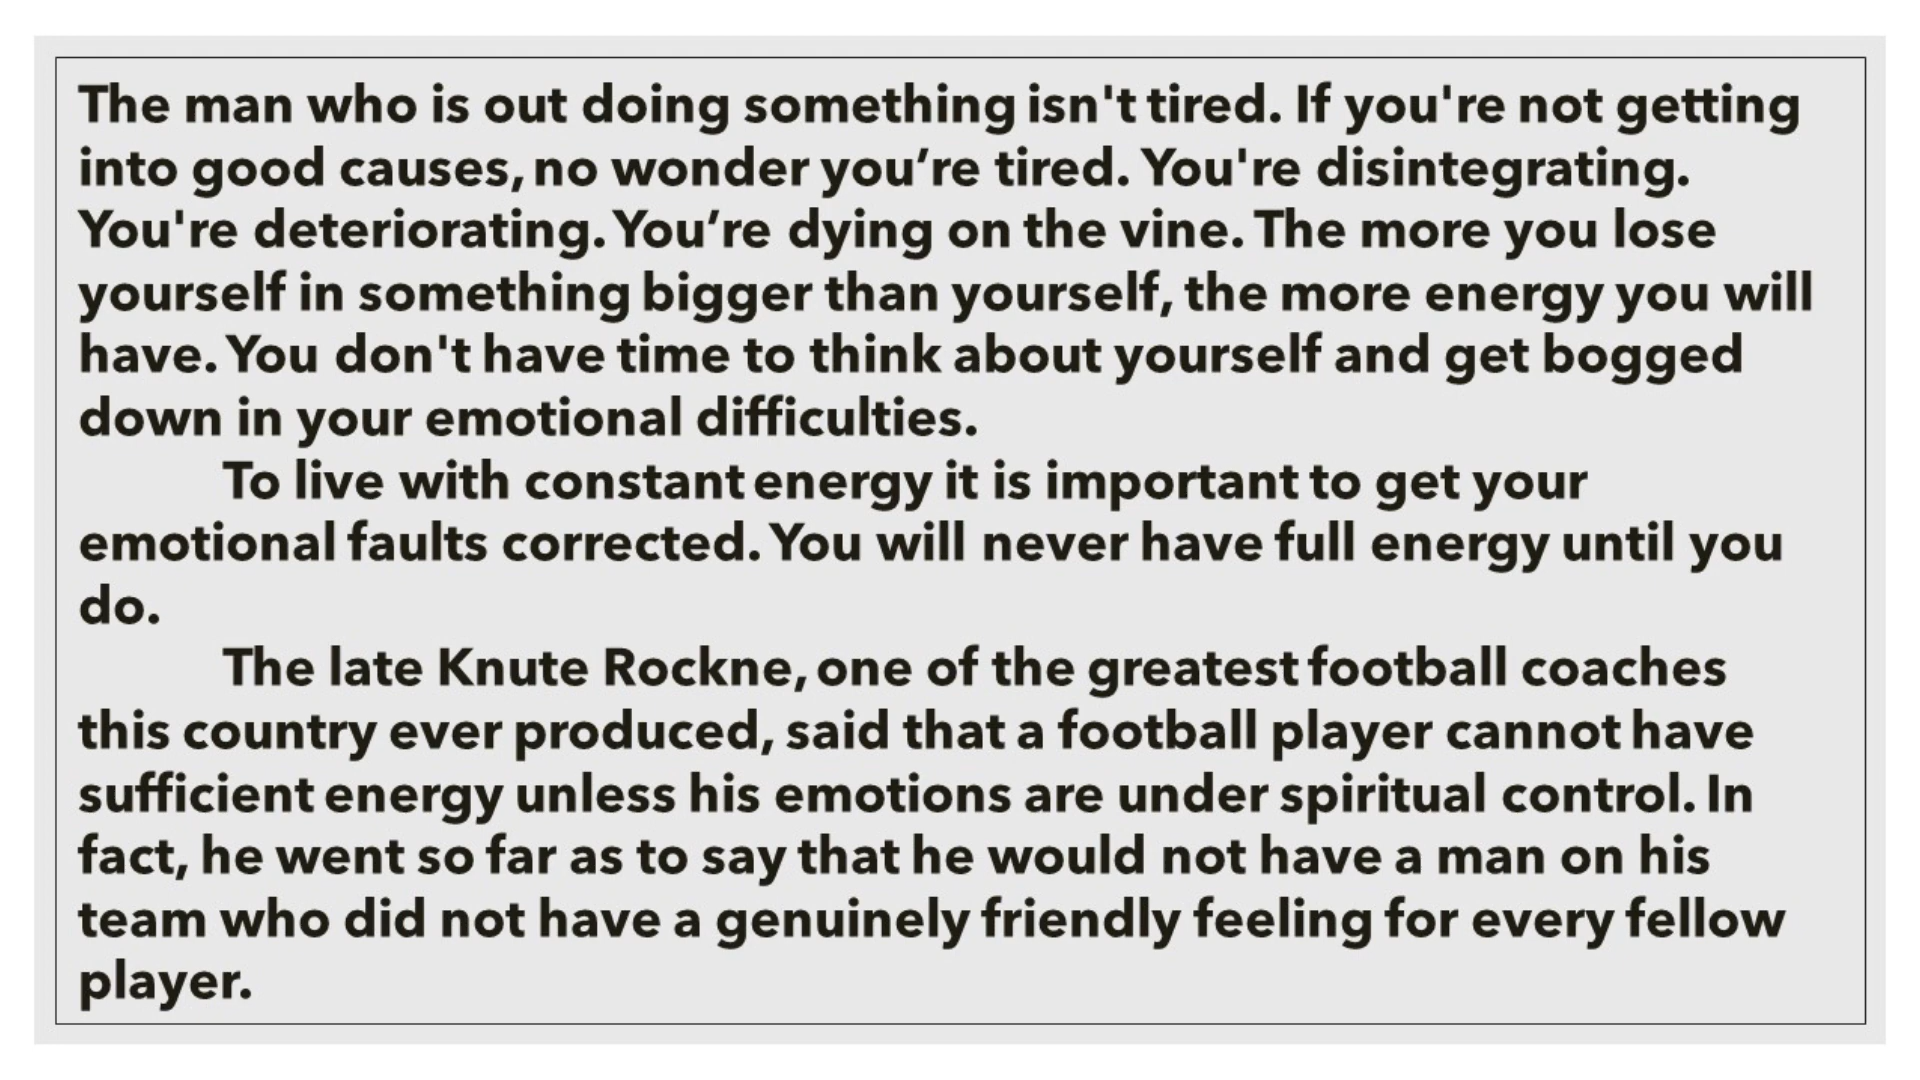 The man who is out doing something isn't tired. If you're not getting
into good causes, no wonder you’re tired. You're disintegrating.
You're deteriorating. You’re dying on the vine. The more you lose
yourself in something bigger than yourself, the more energy you will
have. You don't have time to think about yourself and get bogged
down in your emotional difficulties.
To live with constant energy it is important to get your
emotional faults corrected. You will never have full energy until you
do.
The late Knute Rockne, one of the greatest football coaches
this country ever produced, said that a football player cannot have
sufficient energy unless his emotions are under spiritual control. In
fact, he went so far as to say that he would not have a man on his
team who did not have a genuinely friendly feeling for every fellow
player.